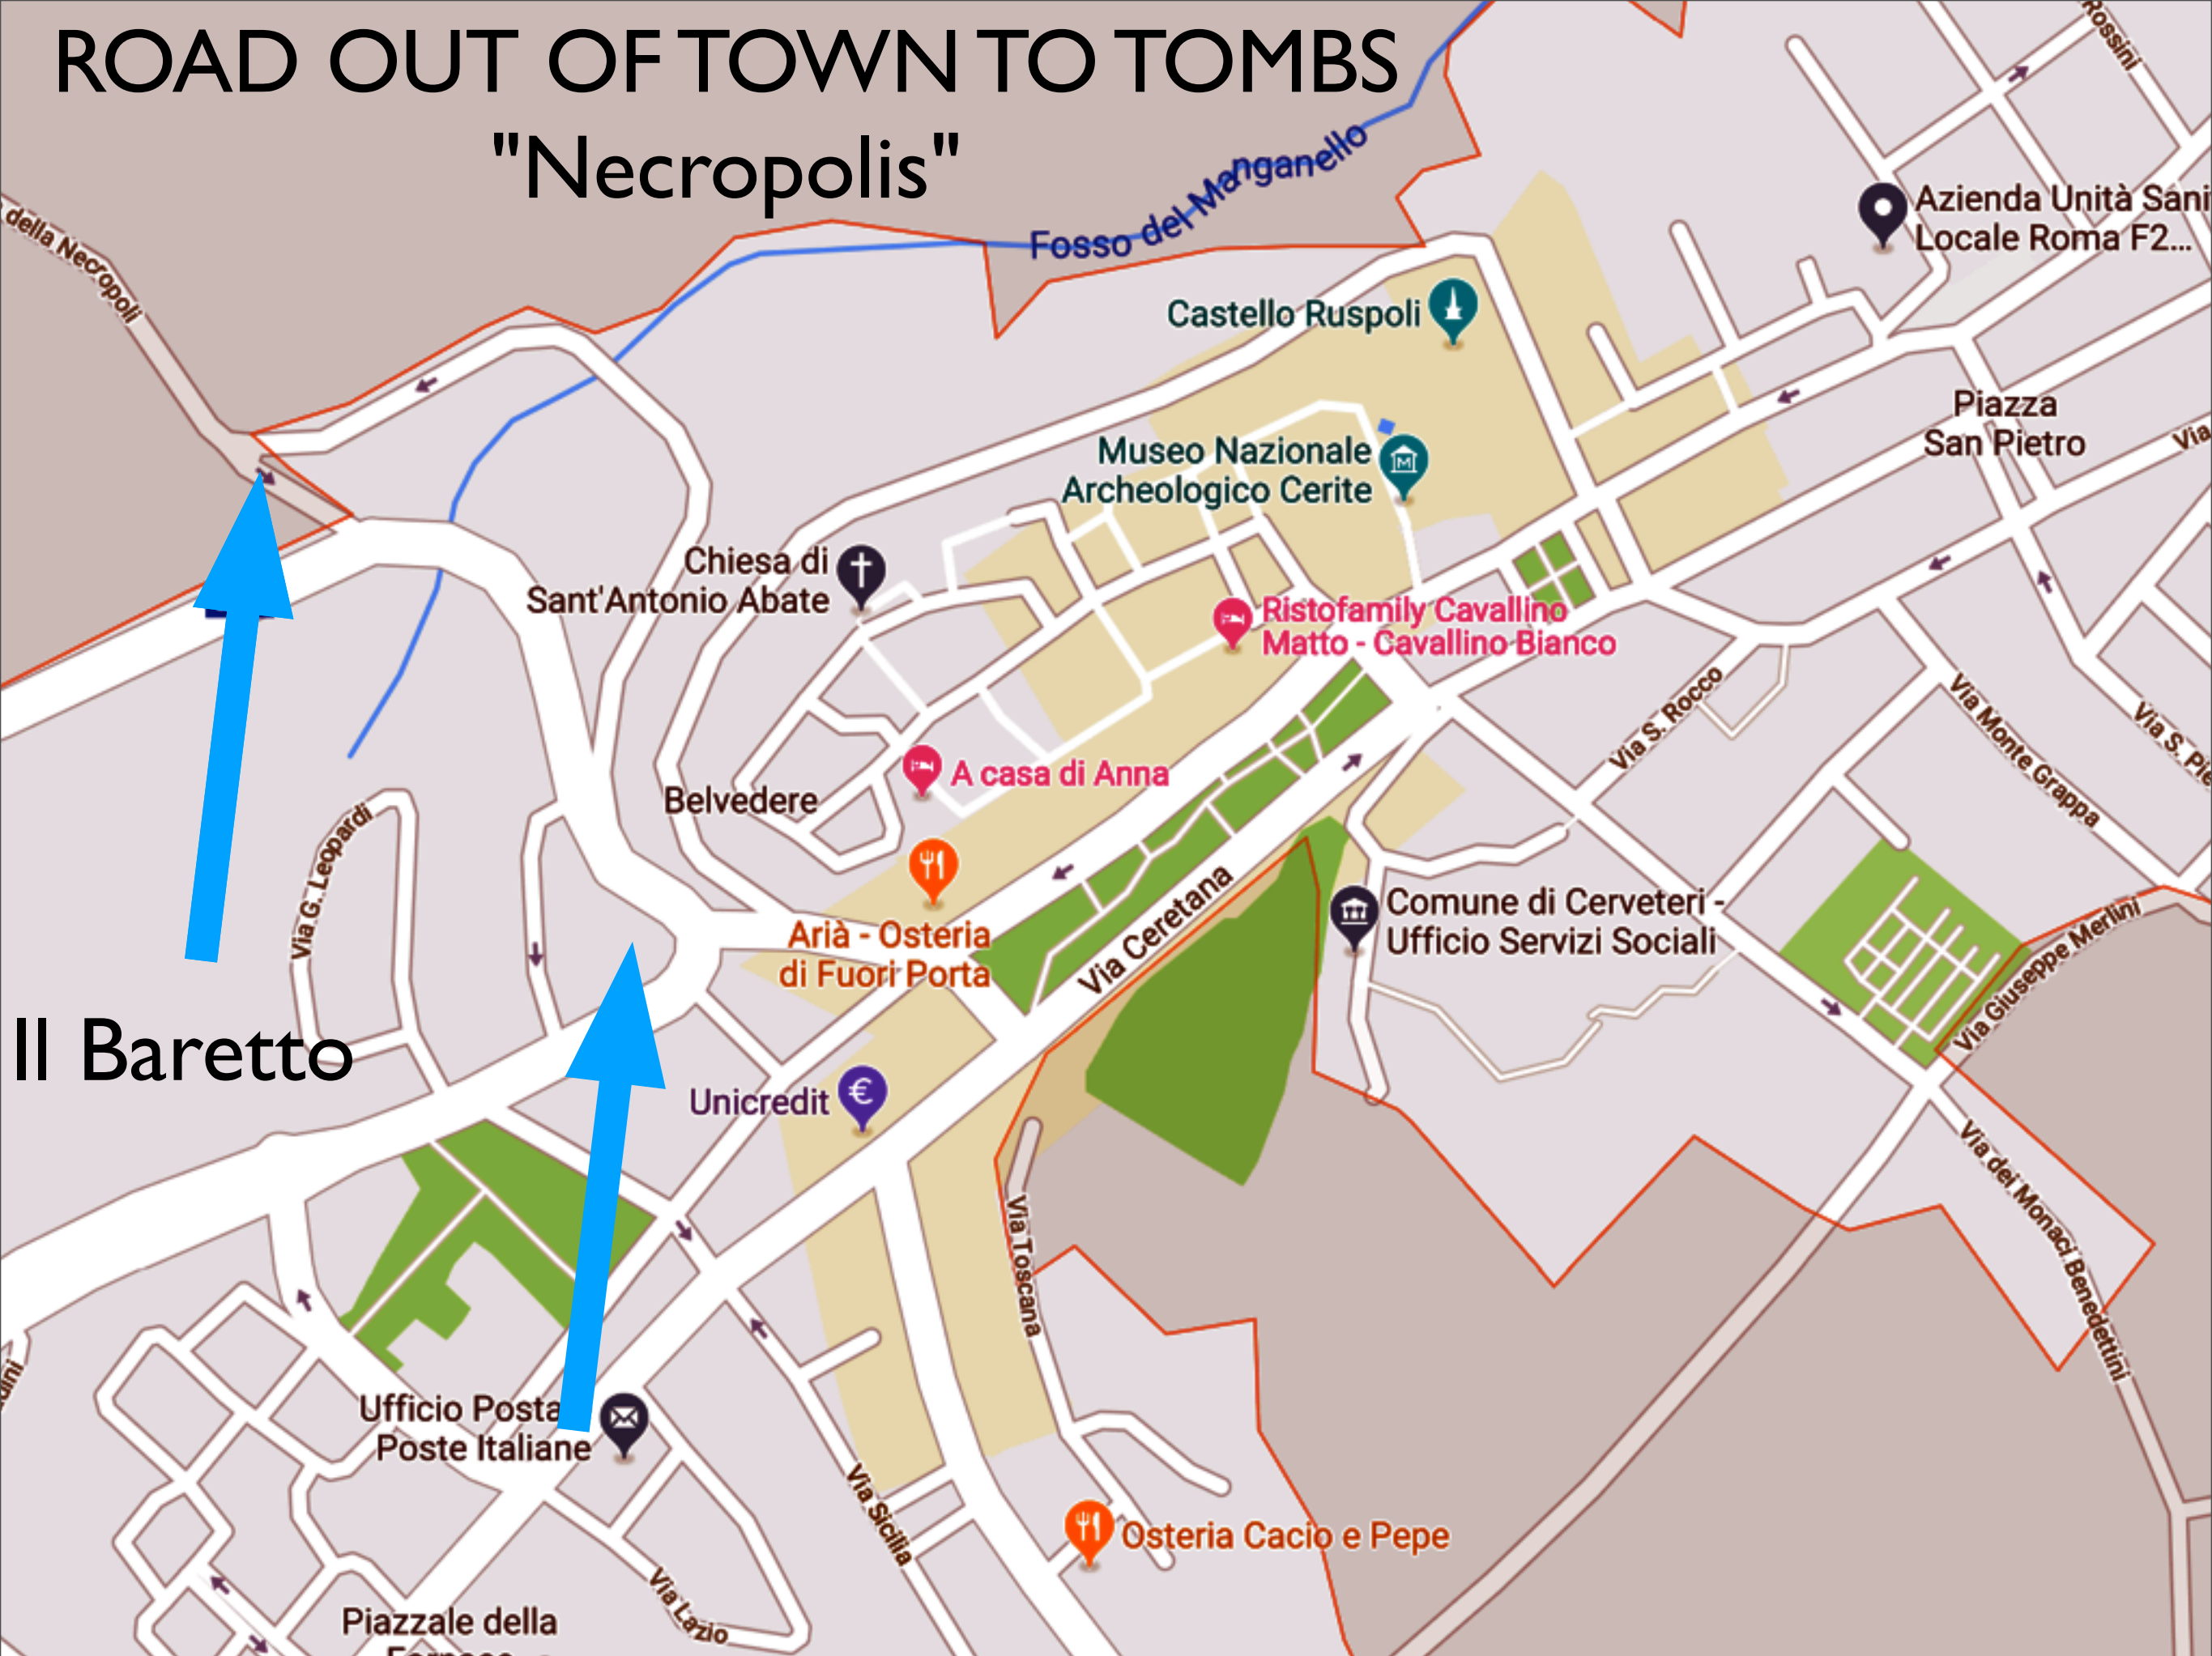 ROAD OUT OF TOWN TO TOMBS
"Necropolis"
Rossini
Fosso del Manganello
Azienda Unità Sani
Locale Roma F2...
della Necropoli
Castello Ruspoli
Piazza
San Pietro
Via
Museo Nazionale
Archeologico Cerite
Chiesa di
Sant'Antonio Abate
Ristofamily Cavallino
Matto - Cavallino Bianco
Via S. Rocco
Via Monte Grappa
Via S. Pie
A casa di Anna
Belvedere
Via G. Leopardi
Via Ceretana
Comune di Cerveteri -
Ufficio Servizi Sociali
Via Giuseppe Merlini
Arià - Osteria
di Fuori Porta
Il Baretto
Unicredit
Via dei Monaci Benedettini
Via Toscana
Ufficio Posta
Poste Italiane
Via Sicilia
Osteria Cacio e Pepe
Via Lazio
Piazzale della